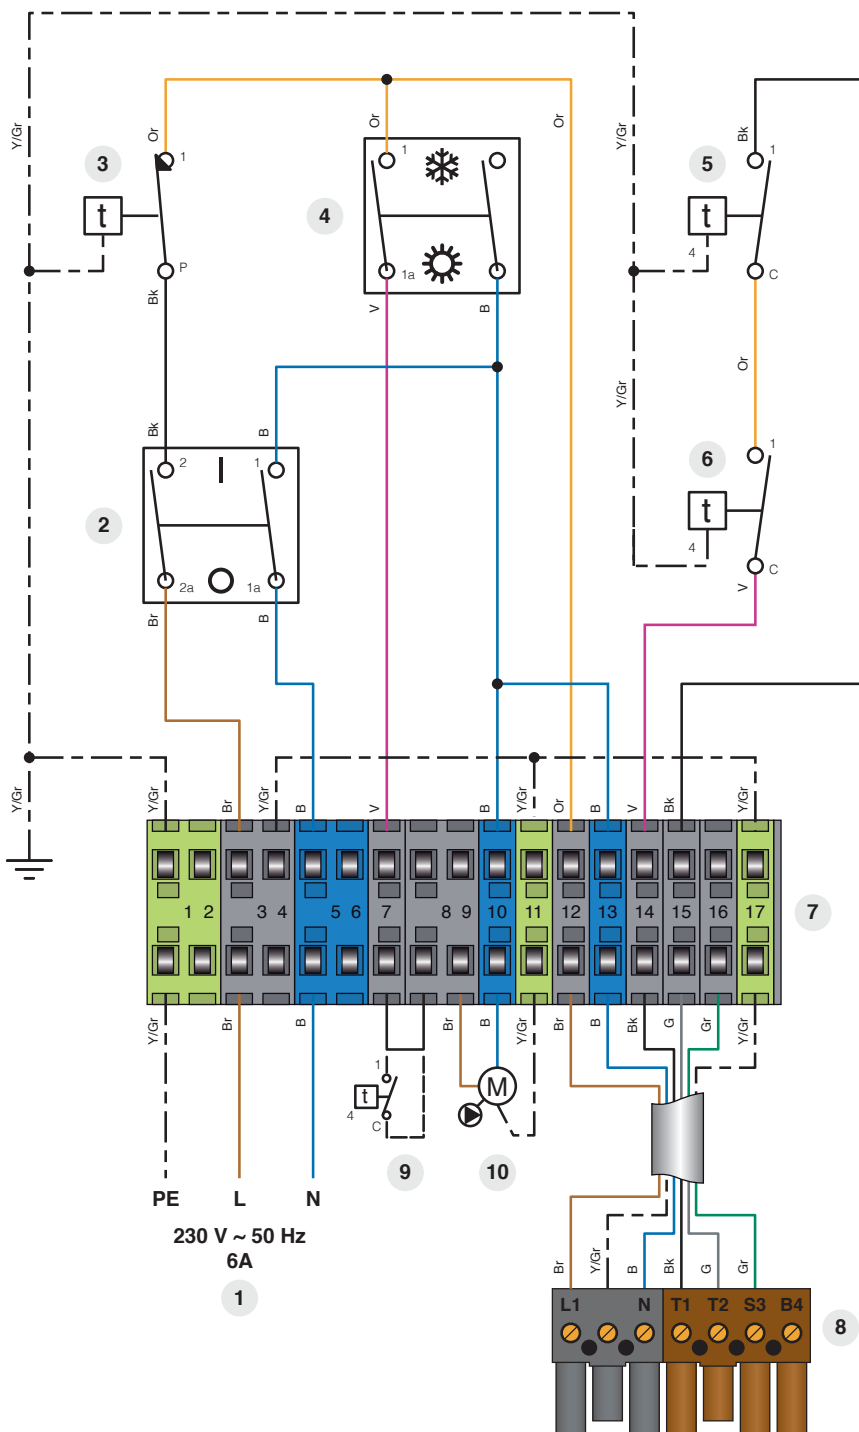 Y/Gr
Or
Or
Or
Y/Gr
Bk
3
1
4
1
5
1
t
t
4
P
1a
C
Bk
V
B
Or
Y/Gr
Bk
B
6
1
2
1
2
t
4
C
2a
1a
V
Br
B
Y/Gr
Y/Gr
Br
Y/Gr
B
V
B
Y/Gr
Or
B
V
Bk
Y/Gr
1 2 3 4 5 6 7 8 9 10 11 12 13 14 15 16 17
7
Y/Gr
Br
B
Br
B
Y/Gr
Br
B
Bk
G
Gr
Y/Gr
1
t
4
C
M
9
10
PE L N
230 V ~ 50 Hz
6A
1
Br
Y/Gr
B
Bk
G
Gr
L1 N T1 T2 S3 B4
8